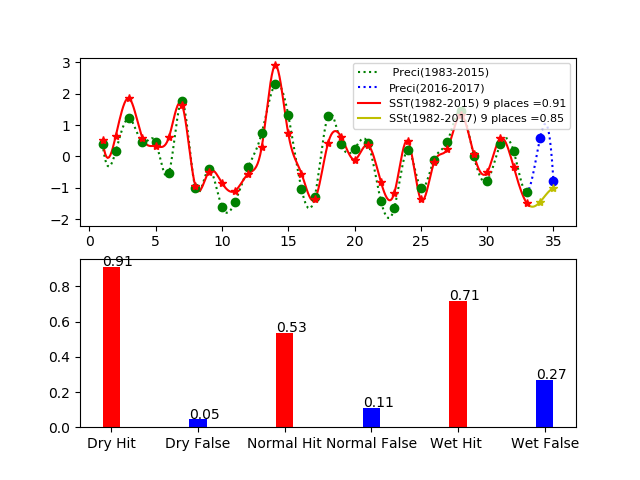 3
2
1
0
−1
−2
Preci(1983-2015)
Preci(2016-2017)
SST(1982-2015) 9 places =0.91
SSt(1982-2017) 9 places =0.85
0 5 10 15 20 25 30 35
0.8
0.6
0.4
0.2
0.0
0.91
0.05
0.53
0.11
0.71
0.27
Dry Hit Dry False Normal Hit Normal False Wet Hit Wet False